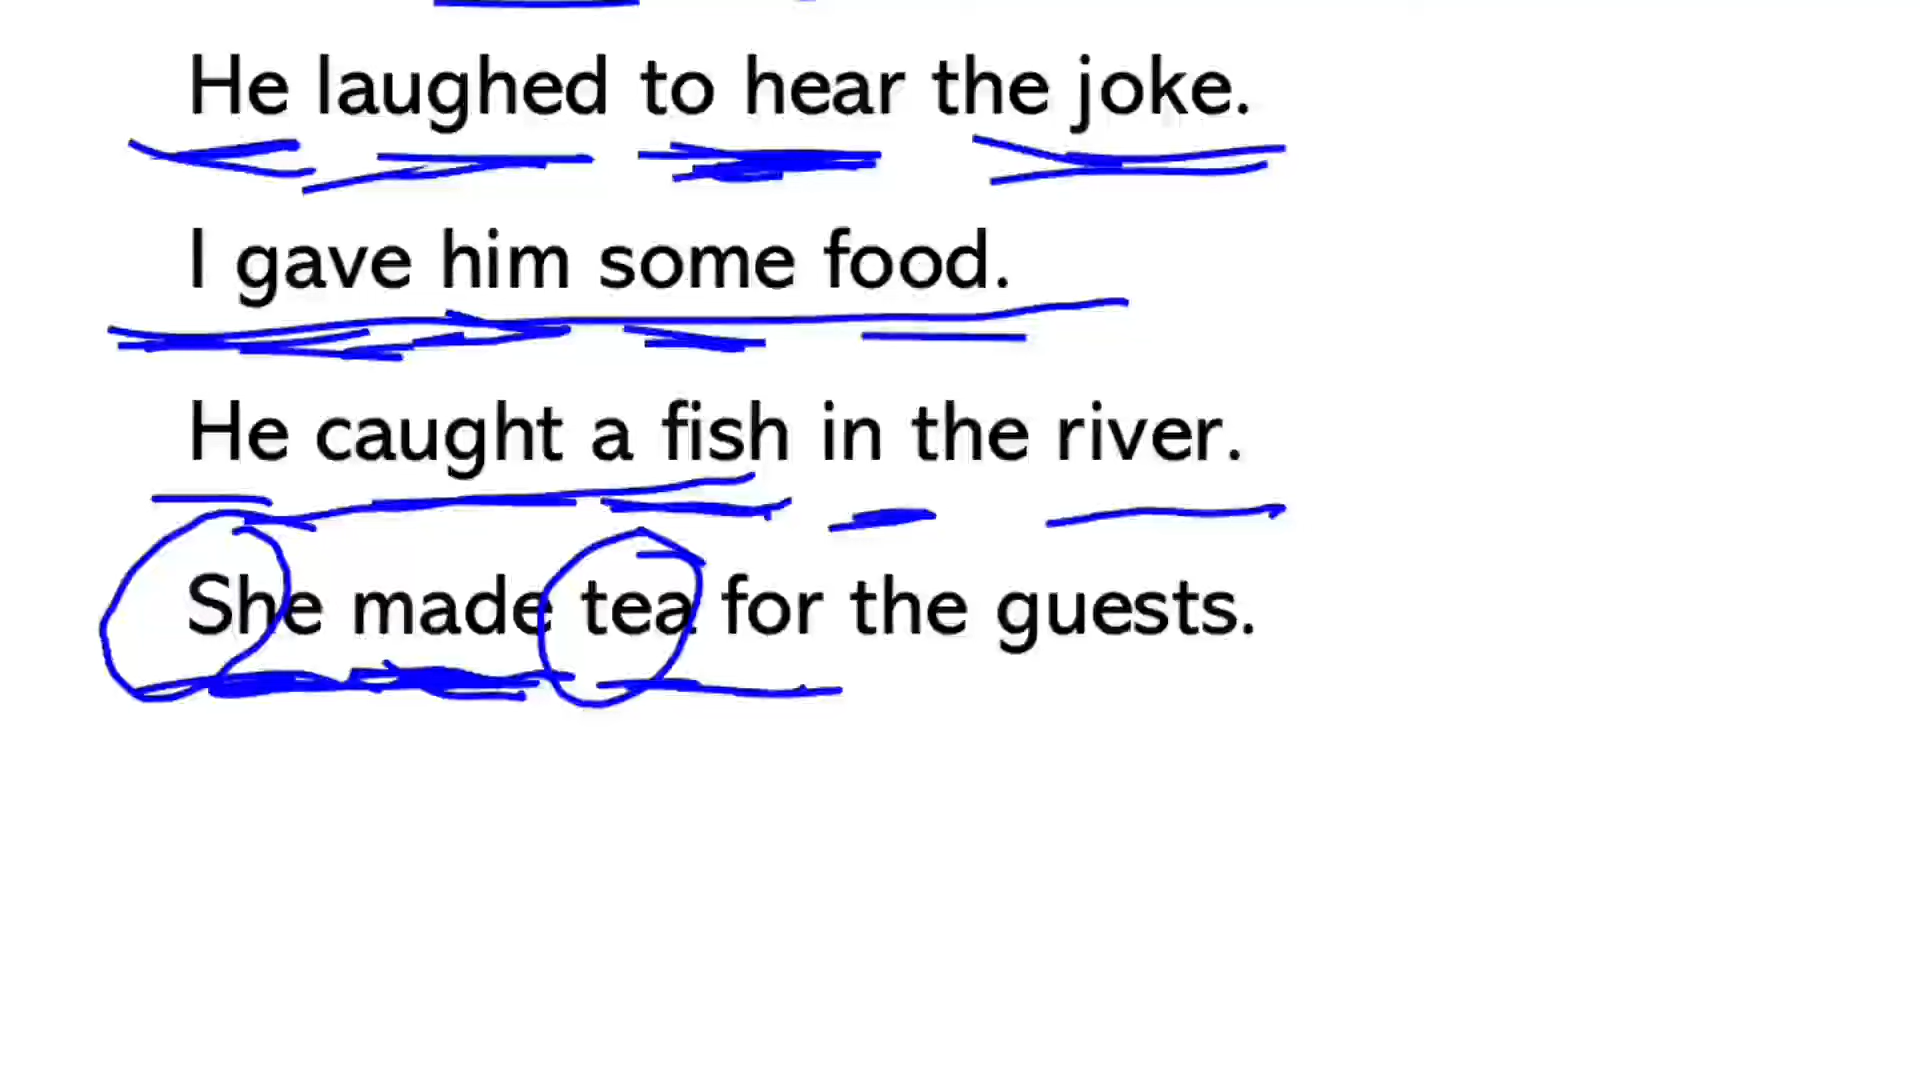 He laughed to hear the joke.
I gave him some food.
He caught a fish in the river.
She made tea for the guests.